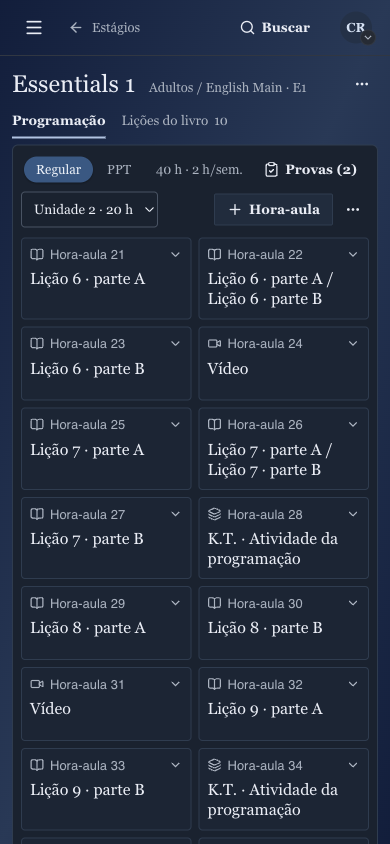 Estágios
Buscar
CR
Essentials 1
Adultos / English Main · E1
Programação
Lições do livro 10
Regular
PPT
40 h · 2 h/sem.
Provas (2)
Unidade 2 · 20 h
+ Hora-aula
Hora-aula 21
Lição 6 · parte A
Hora-aula 22
Lição 6 · parte A /
Lição 6 · parte B
Hora-aula 23
Lição 6 · parte B
Hora-aula 24
Vídeo
Hora-aula 25
Lição 7 · parte A
Hora-aula 26
Lição 7 · parte A /
Lição 7 · parte B
Hora-aula 27
Lição 7 · parte B
Hora-aula 28
K.T. · Atividade da
programação
Hora-aula 29
Lição 8 · parte A
Hora-aula 30
Lição 8 · parte B
Hora-aula 31
Vídeo
Hora-aula 32
Lição 9 · parte A
Hora-aula 33
Lição 9 · parte B
Hora-aula 34
K.T. · Atividade da
programação